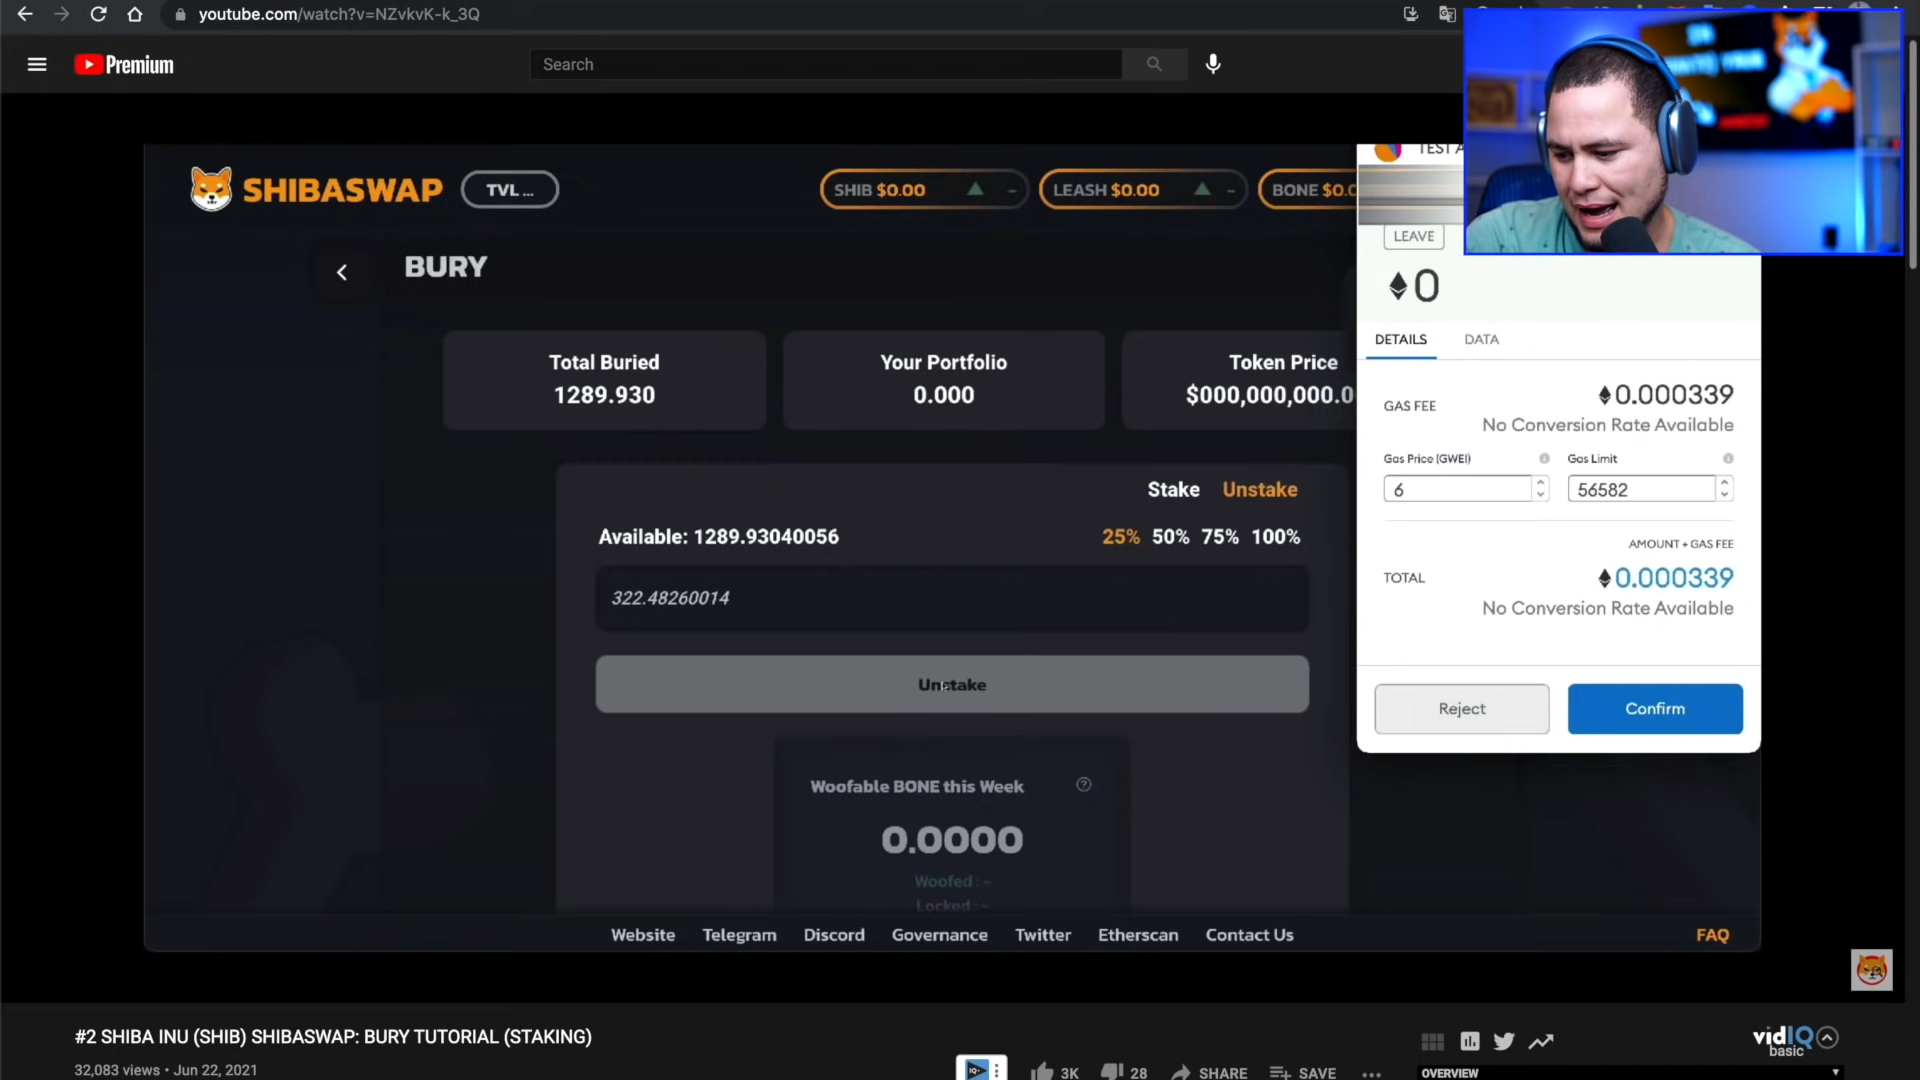 youtube.com/watch?v=NZvkvK-k_3Q
Premium
Search
SHIBASWAP
TVL ...
SHIB $0.00 -
LEASH $0.00 -
BONE $0.0
TEST A
LEAVE
0
BURY
DETAILS
DATA
Total Buried
1289.930
Your Portfolio
0.000
Token Price
$000,000,000.0
GAS FEE
0.000339
No Conversion Rate Available
Gas Price (GWEI)
Gas Limit
6
56582
Stake
Unstake
Available: 1289.93040056
25% 50% 75% 100%
AMOUNT + GAS FEE
TOTAL
0.000339
No Conversion Rate Available
322.48260014
Unstake
Reject
Confirm
Woofable BONE this Week
0.0000
Woofed : -
Locked : -
Website
Telegram
Discord
Governance
Twitter
Etherscan
Contact Us
FAQ
#2 SHIBA INU (SHIB) SHIBASWAP: BURY TUTORIAL (STAKING)
32,083 views • Jun 22, 2021
3K
28
SHARE
SAVE
vidIQ
basic
OVERVIEW